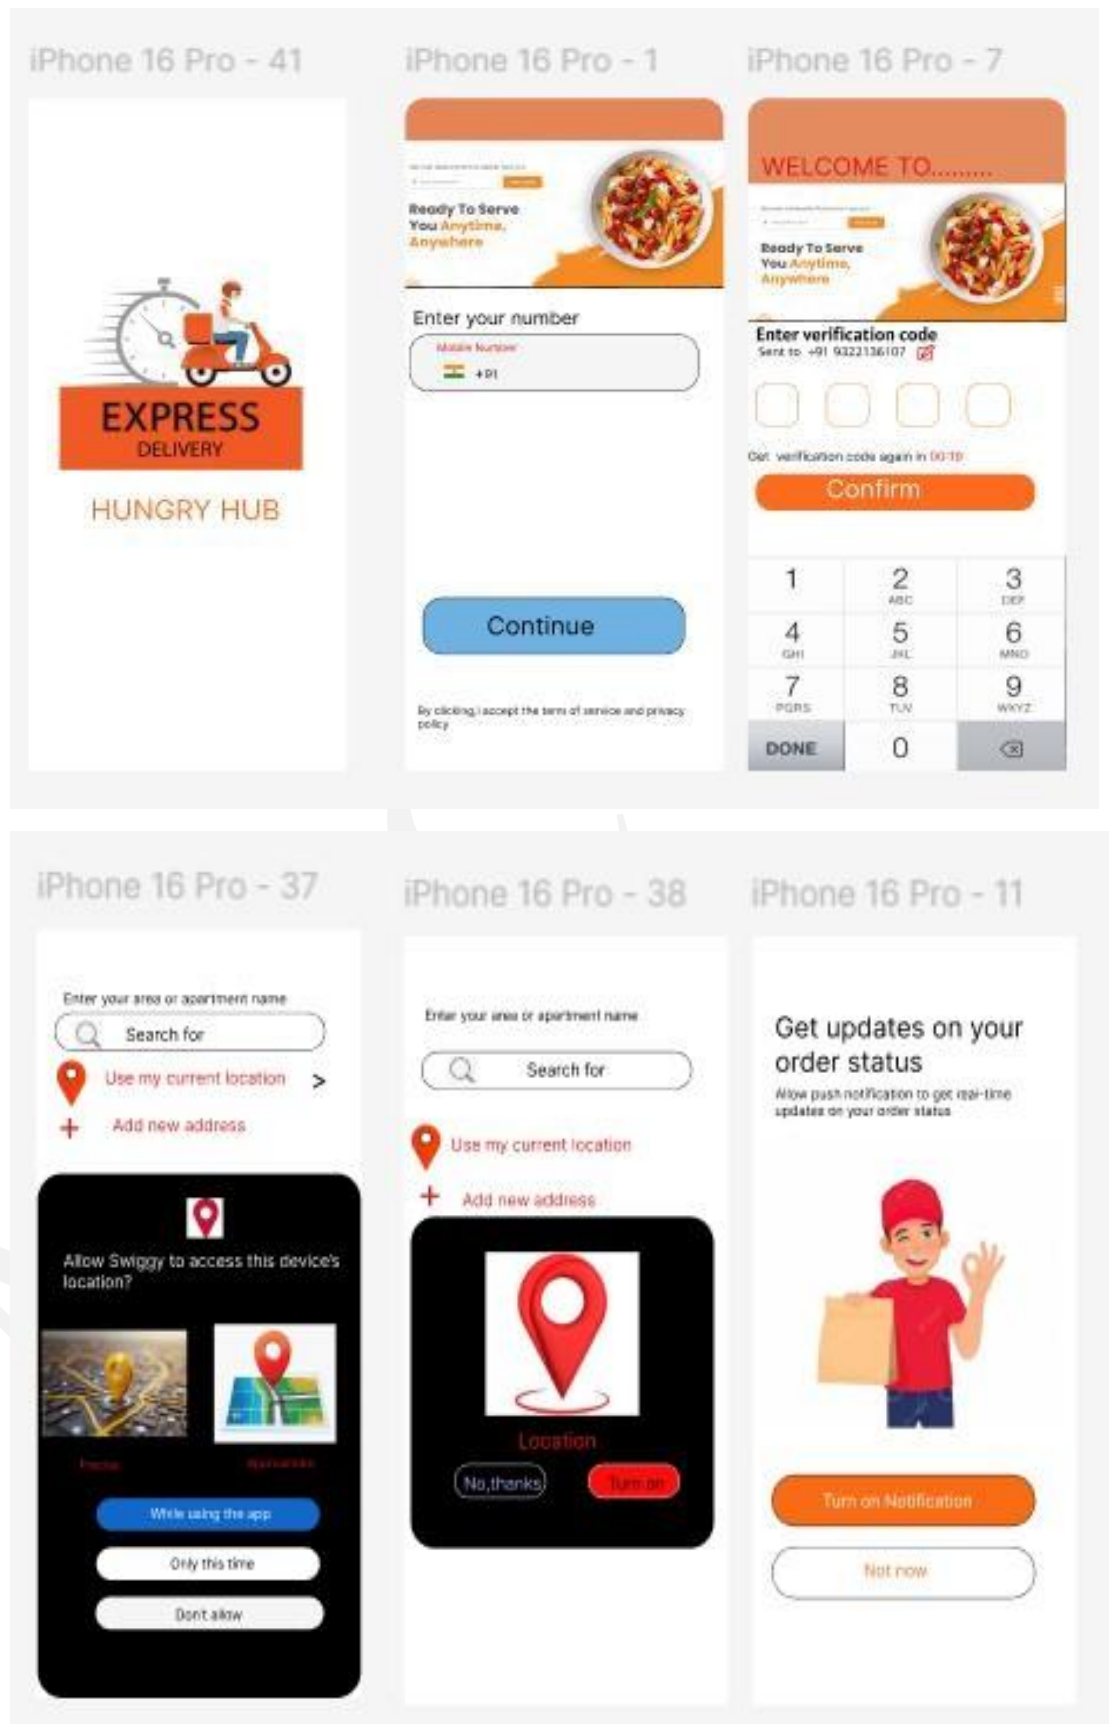 iPhone 16 Pro - 41
EXPRESS
DELIVERY
HUNGRY HUB
iPhone 16 Pro - 1
Ready To Serve
You Anytime,
Anywhere
Enter your number
Mobile Number
+91
Continue
By clicking,i accept the term of service and privacy
policy
iPhone 16 Pro - 7
WELCOME TO.........
Ready To Serve
You Anytime,
Anywhere
Enter verification code
Sent to +91 9322136107
Get verification code again in 00:19
Confirm
1
2
3
ABC
DEF
4
5
6
GHI
JKL
MNO
7
8
9
PQRS
TUV
WXYZ
DONE
0
iPhone 16 Pro - 37
Enter your area or apartment name
Search for
Use my current location >
+ Add new address
Allow Swiggy to access this device's
location?
While using the app
Only this time
Don't allow
iPhone 16 Pro - 38
Enter your area or apartment name
Search for
Use my current location
+ Add new address
Location
No,thanks
Turn on
iPhone 16 Pro - 11
Get updates on your
order status
Allow push notification to get real-time
updates on your order status
Turn on Notification
Not now